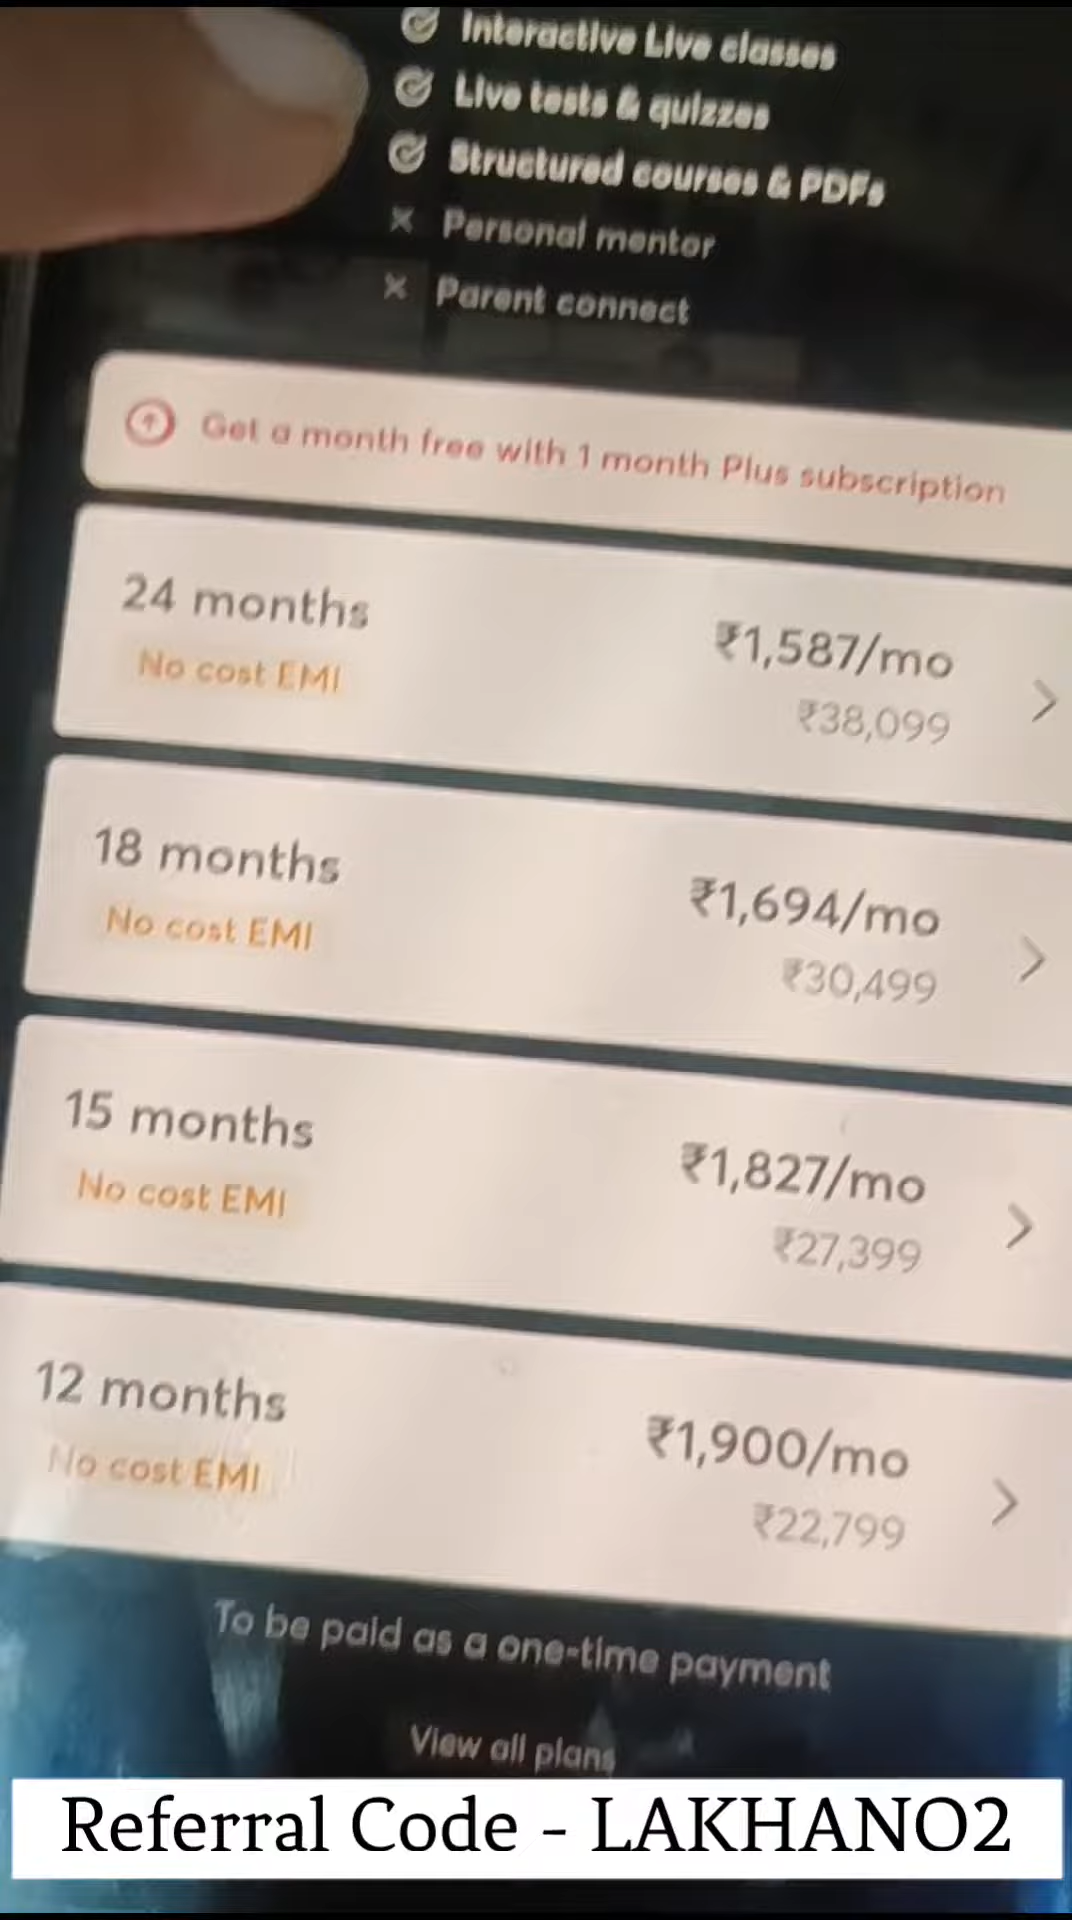 Interactive Live classes
Live tests & quizzes
Structured courses & PDFs
Personal mentor
Parent connect
Get a month free with 1 month Plus subscription
24 months
₹1,587/mo
No cost EMI
₹38,099
18 months
₹1,694/mo
No cost EMI
₹30,499
15 months
₹1,827/mo
No cost EMI
₹27,399
12 months
₹1,900/mo
No cost EMI
₹22,799
To be paid as a one-time payment
View all plans
Referral Code - LAKHANO2